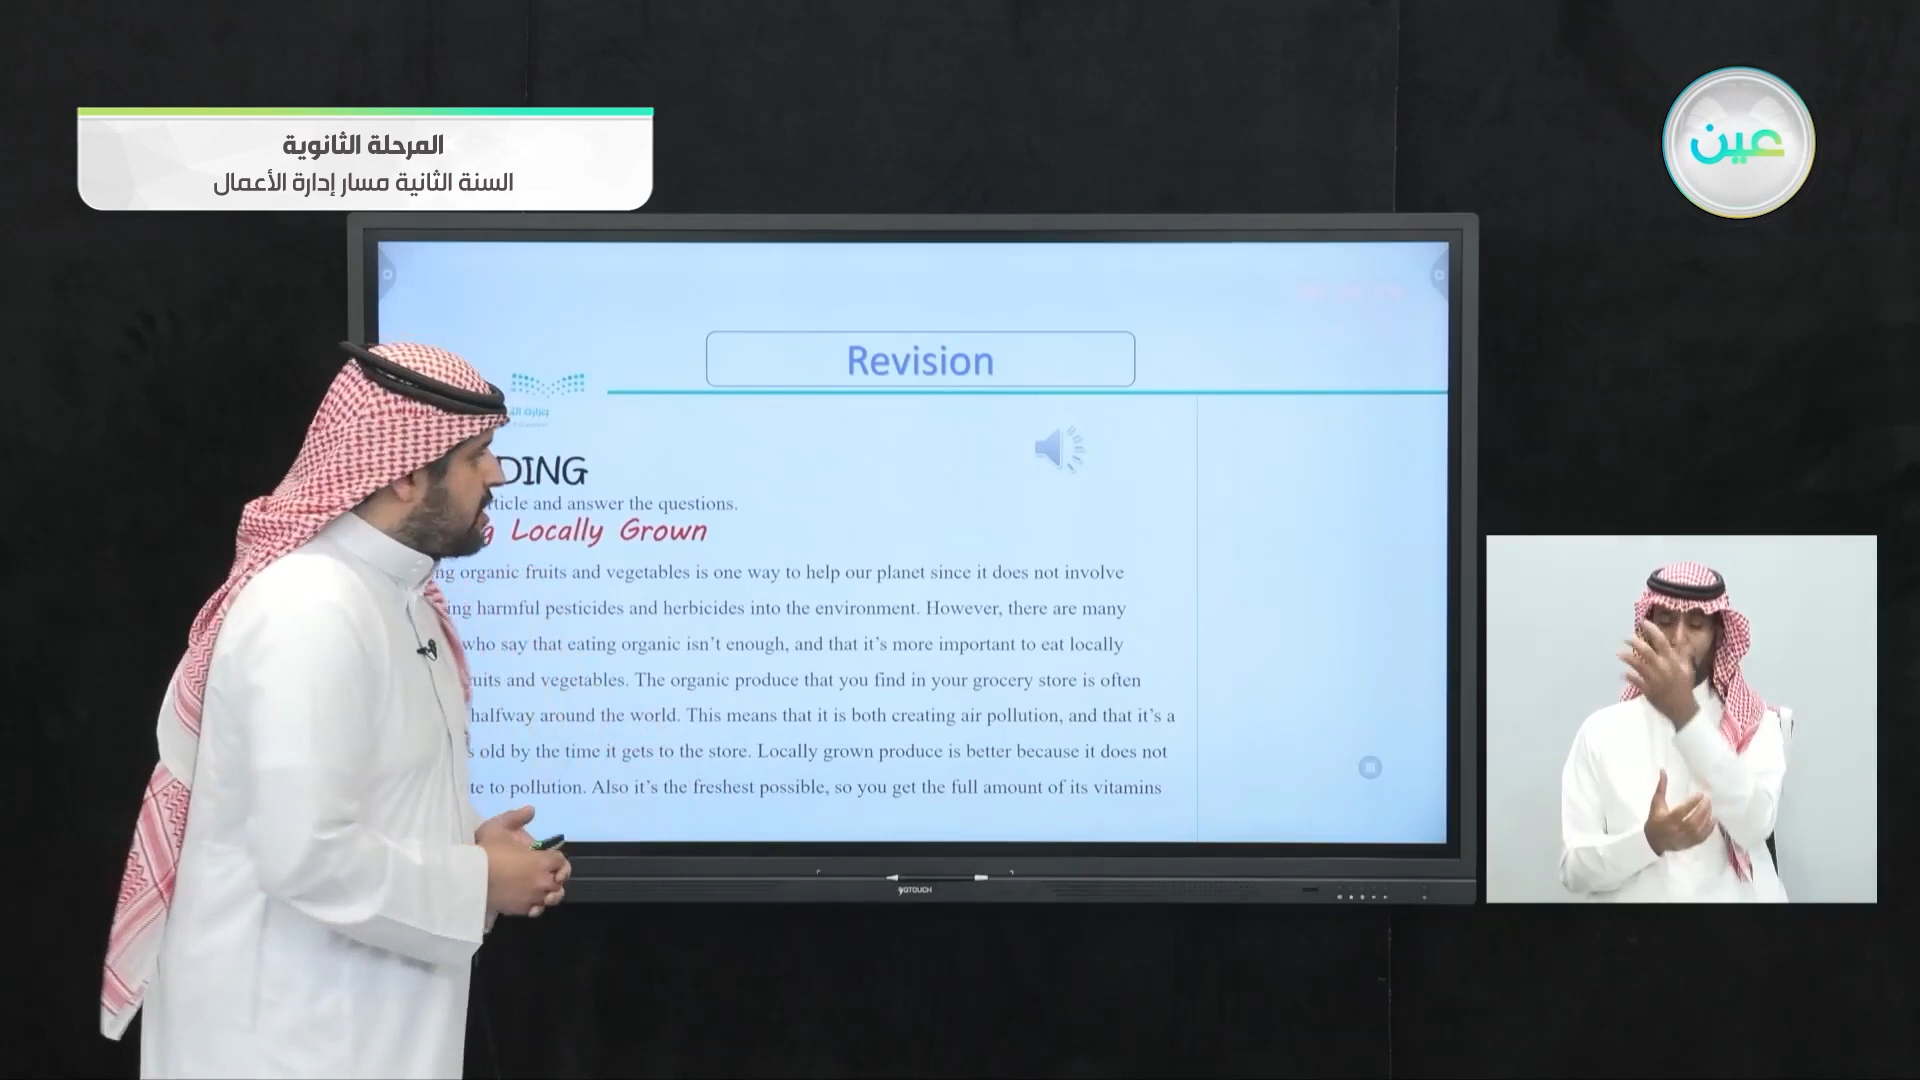 المرحلة الثانوية
السنة الثانية مسار إدارة الأعمال
عين
Revision
وزارة
DING
rticle and answer the questions.
g Locally Grown
ng organic fruits and vegetables is one way to help our planet since it does not involve
ing harmful pesticides and herbicides into the environment. However, there are many
who say that eating organic isn't enough, and that it's more important to eat locally
uits and vegetables. The organic produce that you find in your grocery store is often
halfway around the world. This means that it is both creating air pollution, and that it's a
s old by the time it gets to the store. Locally grown produce is better because it does not
te to pollution. Also it's the freshest possible, so you get the full amount of its vitamins
YOTOUCH